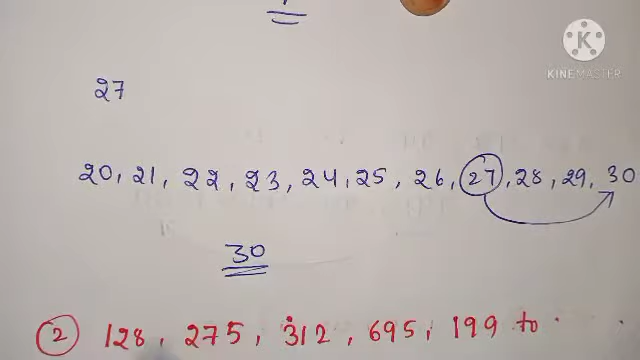 K
KINEMASTER
27
20, 21, 22, 23, 24, 25, 26, 27, 28, 29, 30
30
2 128, 275, 312, 695, 199 to